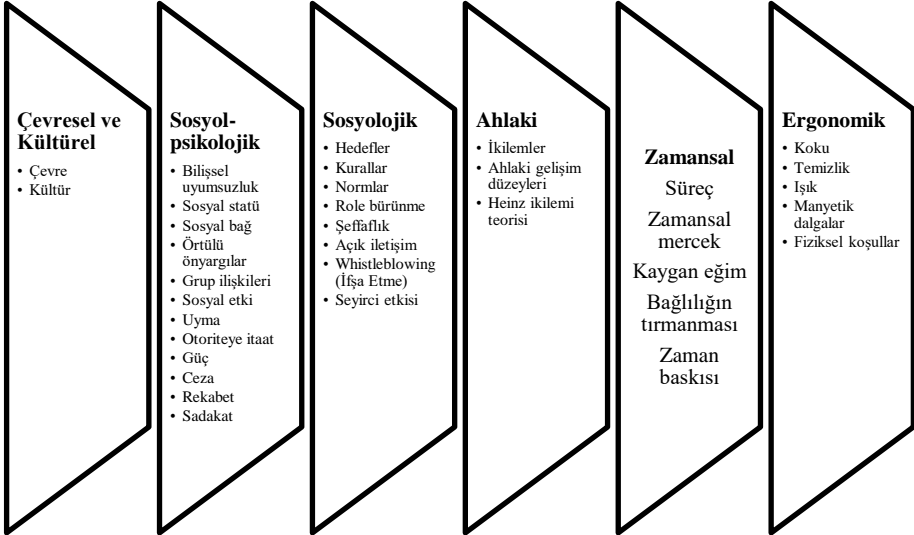 Çevresel ve
Kültürel
• Çevre
• Kültür
Sosyol-
psikolojik
• Bilişsel
uyumsuzluk
• Sosyal statü
• Sosyal bağ
• Örtülü
önyargılar
• Grup ilişkileri
• Sosyal etki
• Uyma
• Otoriteye itaat
• Güç
• Ceza
• Rekabet
• Sadakat
Sosyolojik
• Hedefler
• Kurallar
• Normlar
• Role bürünme
• Şeffaflık
• Açık iletişim
• Whistleblowing
(İfşa Etme)
• Seyirci etkisi
Ahlaki
• İkilemler
• Ahlaki gelişim
düzeyleri
• Heinz ikilemi
teorisi
Zamansal
Süreç
Zamansal
mercek
Kaygan eğim
Bağlılığın
tırmanması
Zaman
baskısı
Ergonomik
• Koku
• Temizlik
• Işık
• Manyetik
dalgalar
• Fiziksel koşullar